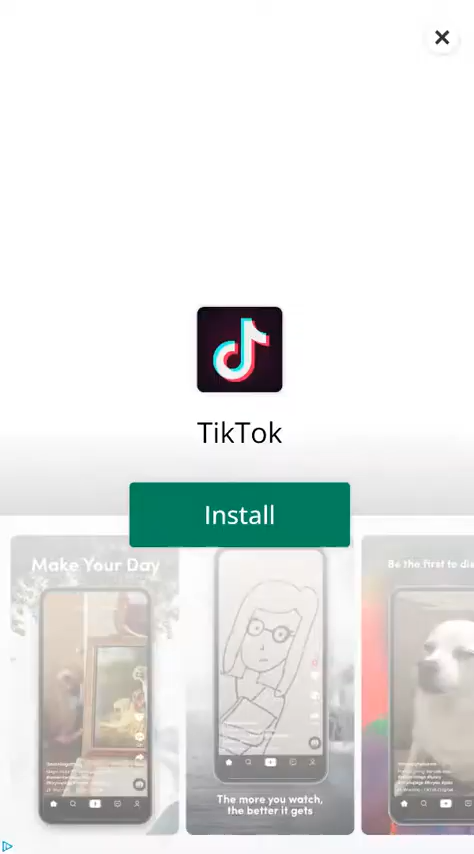 TikTok
Install
Make Your Day
Be the first to di
The more you watch,
the better it gets